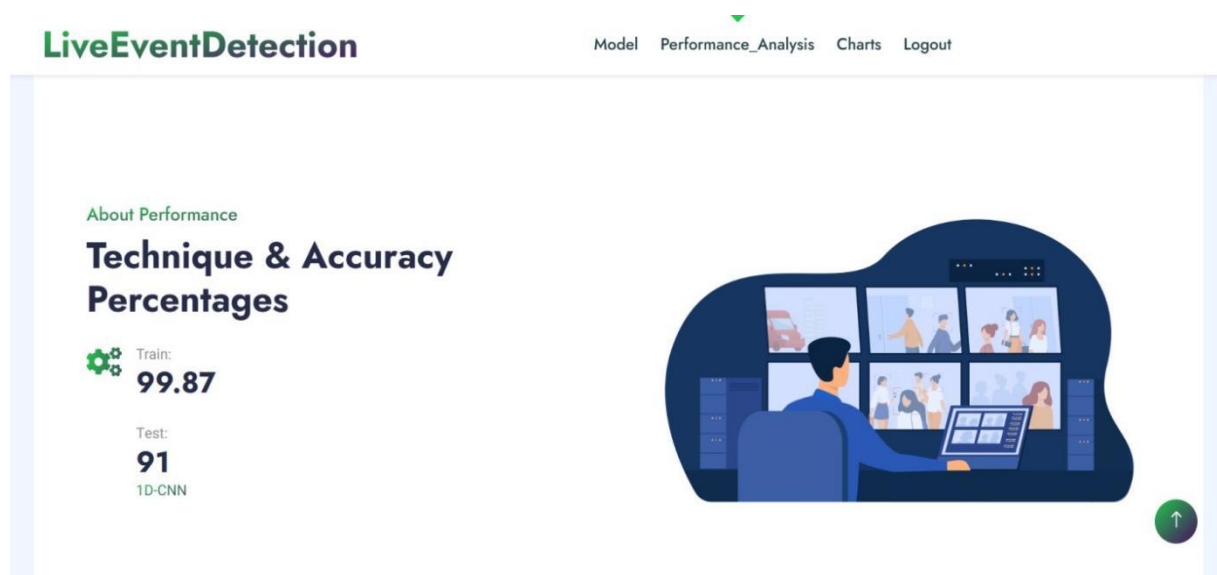 LiveEventDetection
Model Performance_Analysis Charts Logout
About Performance
Technique & Accuracy
Percentages
Train:
99.87
Test:
91
1D-CNN